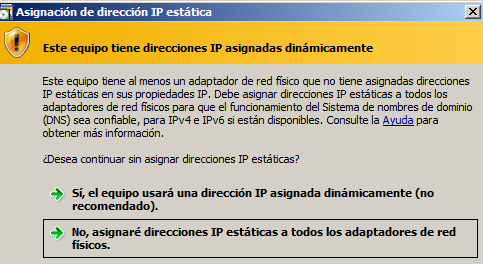 Asignación de dirección IP estática
Este equipo tiene direcciones IP asignadas dinámicamente
Este equipo tiene al menos un adaptador de red físico que no tiene asignadas direcciones
IP estáticas en sus propiedades IP. Debe asignar direcciones IP estáticas a todos los
adaptadores de red físicos para que el funcionamiento del Sistema de nombres de dominio
(DNS) sea confiable, para IPv4 e IPv6 si están disponibles. Consulte la Ayuda para
obtener más información.
¿Desea continuar sin asignar direcciones IP estáticas?
Sí, el equipo usará una dirección IP asignada dinámicamente (no
recomendado).
No, asignaré direcciones IP estáticas a todos los adaptadores de red
físicos.